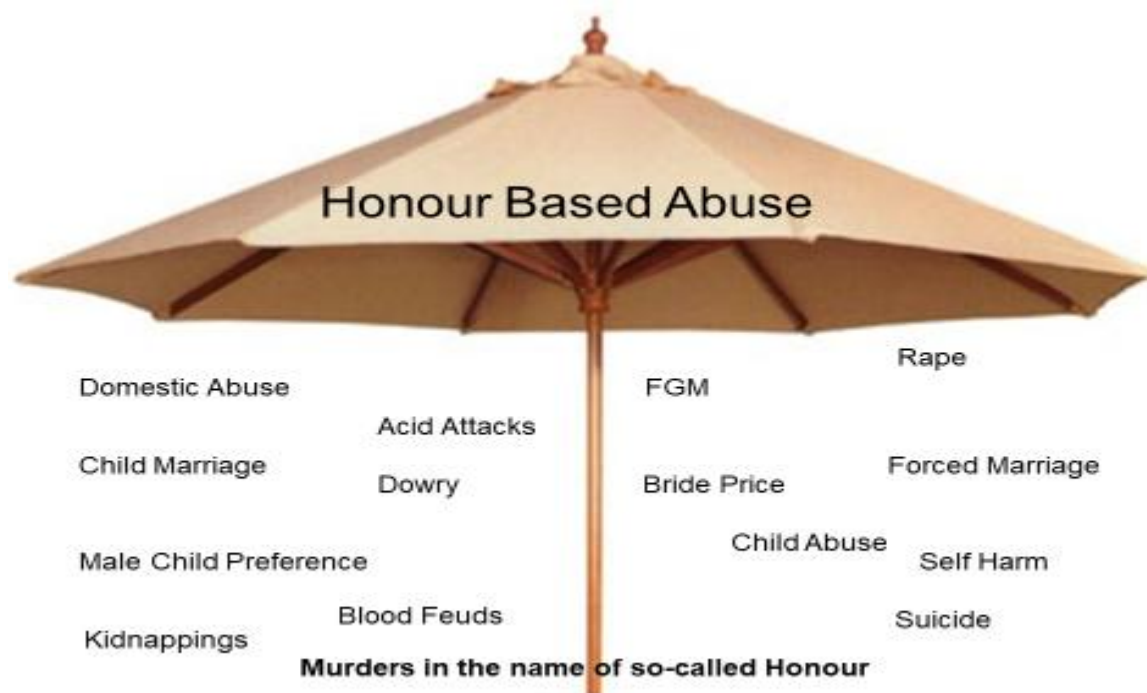 Honour Based Abuse
Rape
Domestic Abuse
FGM
Acid Attacks
Child Marriage
Forced Marriage
Dowry
Bride Price
Child Abuse
Male Child Preference
Self Harm
Blood Feuds
Suicide
Kidnappings
Murders in the name of so-called Honour